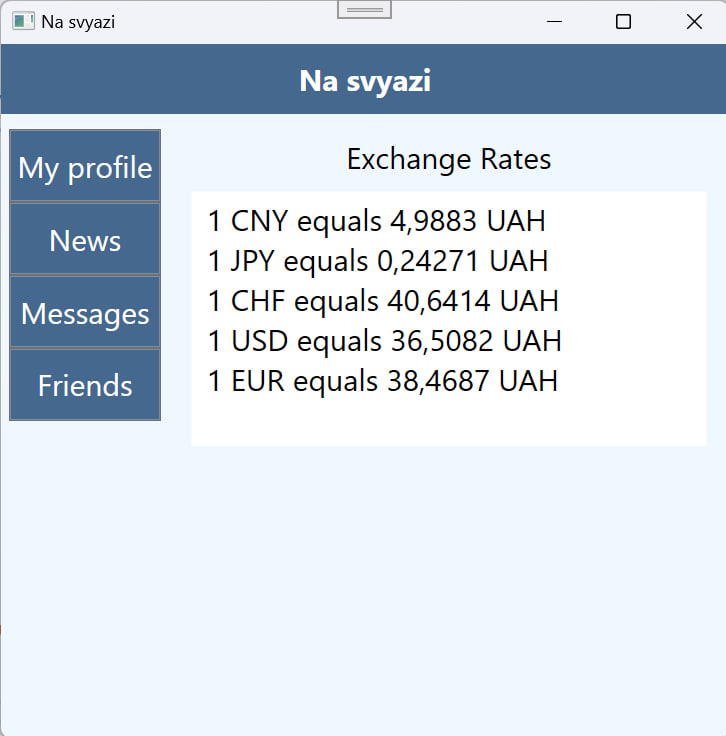 Na svyazi
Na svyazi
My profile
News
Messages
Friends
Exchange Rates
1 CNY equals 4,9883 UAH
1 JPY equals 0,24271 UAH
1 CHF equals 40,6414 UAH
1 USD equals 36,5082 UAH
1 EUR equals 38,4687 UAH